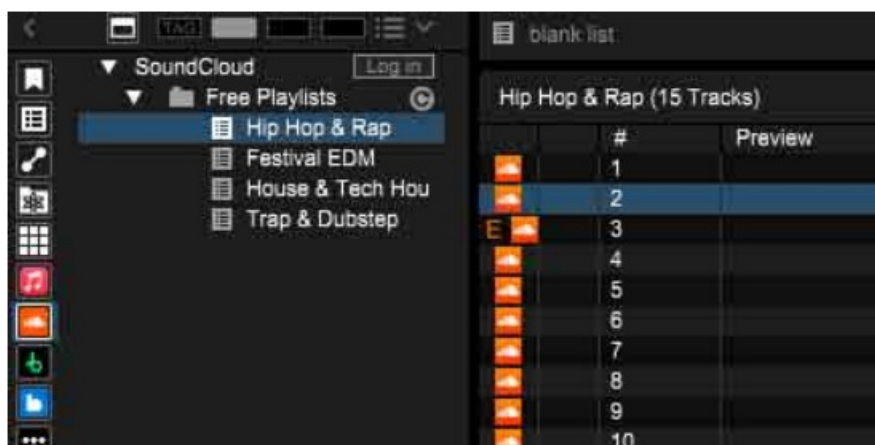 TAG
SoundCloud Log in
Free Playlists
Hip Hop & Rap
Festival EDM
House & Tech Hou
Trap & Dubstep
blank list
Hip Hop & Rap (15 Tracks)
# Preview
1
2
E 3
4
5
6
7
8
9
10